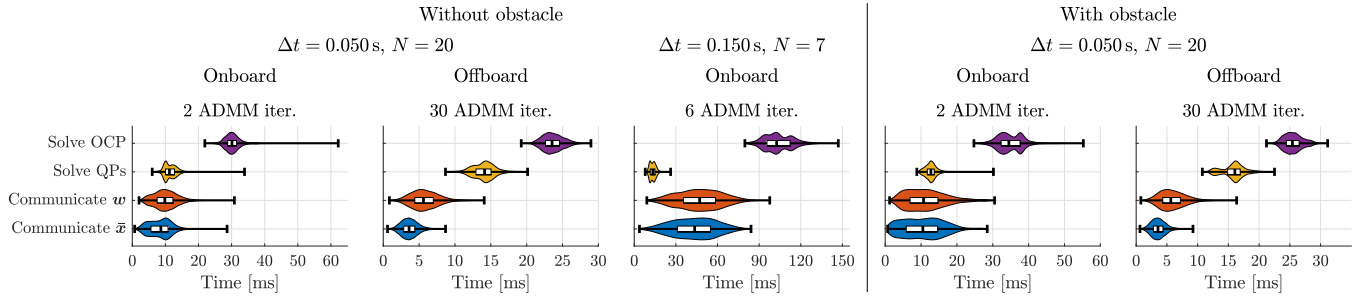 Without obstacle
With obstacle
Δt = 0.050 s, N = 20
Δt = 0.150 s, N = 7
Δt = 0.050 s, N = 20
Onboard
Offboard
Onboard
Onboard
Offboard
2 ADMM iter.
30 ADMM iter.
6 ADMM iter.
2 ADMM iter.
30 ADMM iter.
Solve OCP
Solve QPs
Communicate w
Communicate x̄
0 10 20 30 40 50 60
0 5 10 15 20 25 30
0 30 60 90 120 150
0 10 20 30 40 50 60
0 5 10 15 20 25 30
Time [ms]
Time [ms]
Time [ms]
Time [ms]
Time [ms]